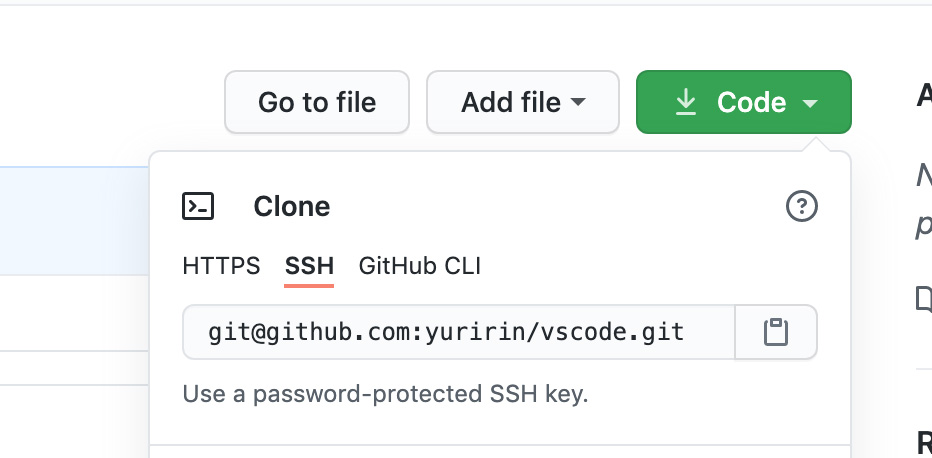 Go to file Add file Code
Clone
HTTPS SSH GitHub CLI
git@github.com:yuririn/vscode.git
Use a password-protected SSH key.